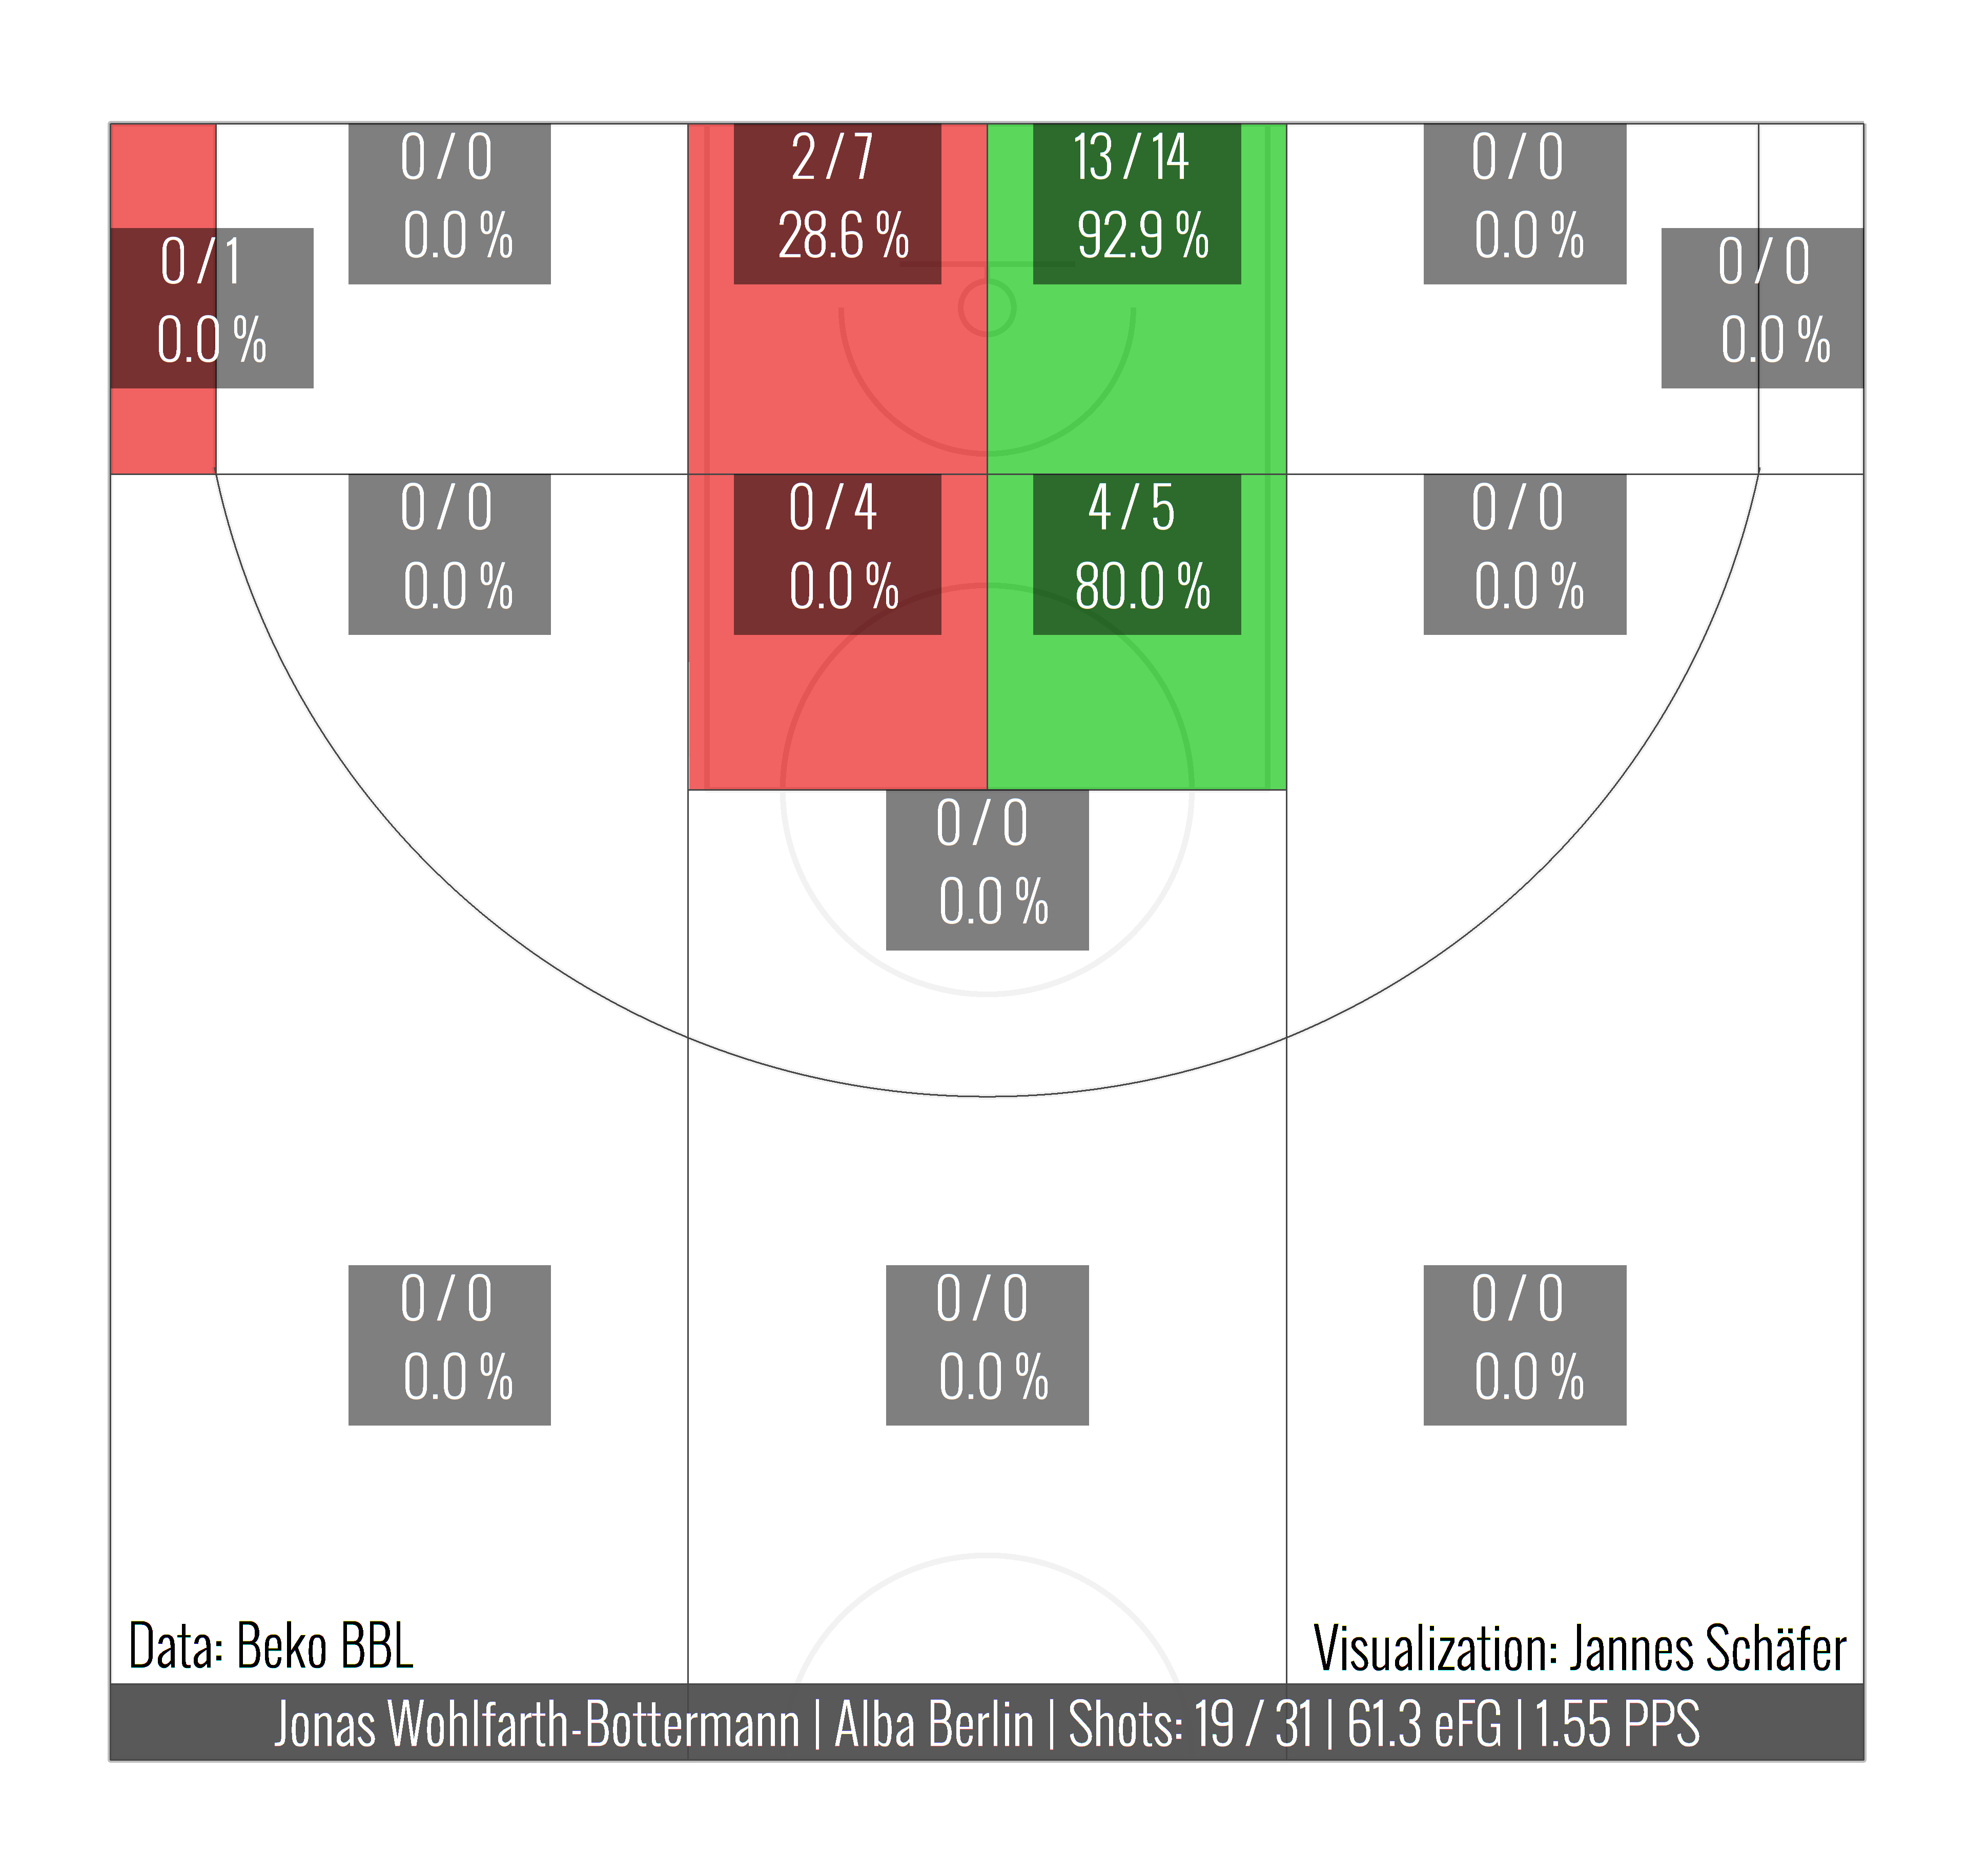 0 / 0
0.0 %
2 / 7
28.6 %
13 / 14
92.9 %
0 / 0
0.0 %
0 / 1
0.0 %
0 / 0
0.0 %
0 / 0
0.0 %
0 / 4
0.0 %
4 / 5
80.0 %
0 / 0
0.0 %
0 / 0
0.0 %
0 / 0
0.0 %
0 / 0
0.0 %
0 / 0
0.0 %
Data: Beko BBL
Visualization: Jannes Schäfer
Jonas Wohlfarth-Bottermann | Alba Berlin | Shots: 19 / 31 | 61.3 eFG | 1.55 PPS